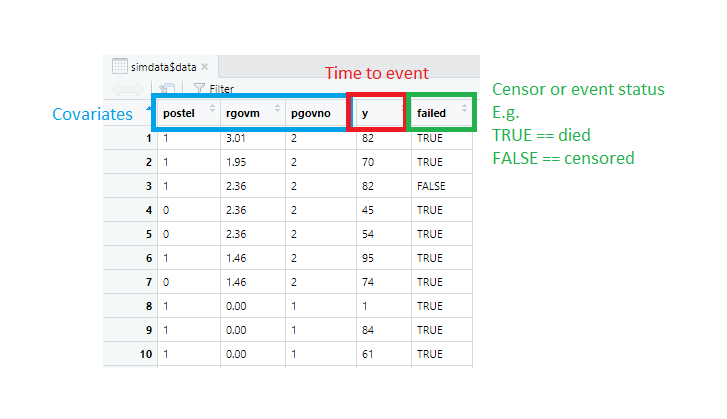 simdata$data
Filter
Time to event
Covariates
postel rgovm pgovno y failed
1 1 3.01 2 82 TRUE
2 1 1.95 2 70 TRUE
3 1 2.36 2 82 FALSE
4 0 2.36 2 45 TRUE
5 0 2.36 2 54 TRUE
6 1 1.46 2 95 TRUE
7 0 1.46 2 74 TRUE
8 1 0.00 1 1 TRUE
9 1 0.00 1 84 TRUE
10 1 0.00 1 61 TRUE
Censor or event status
E.g.
TRUE == died
FALSE == censored